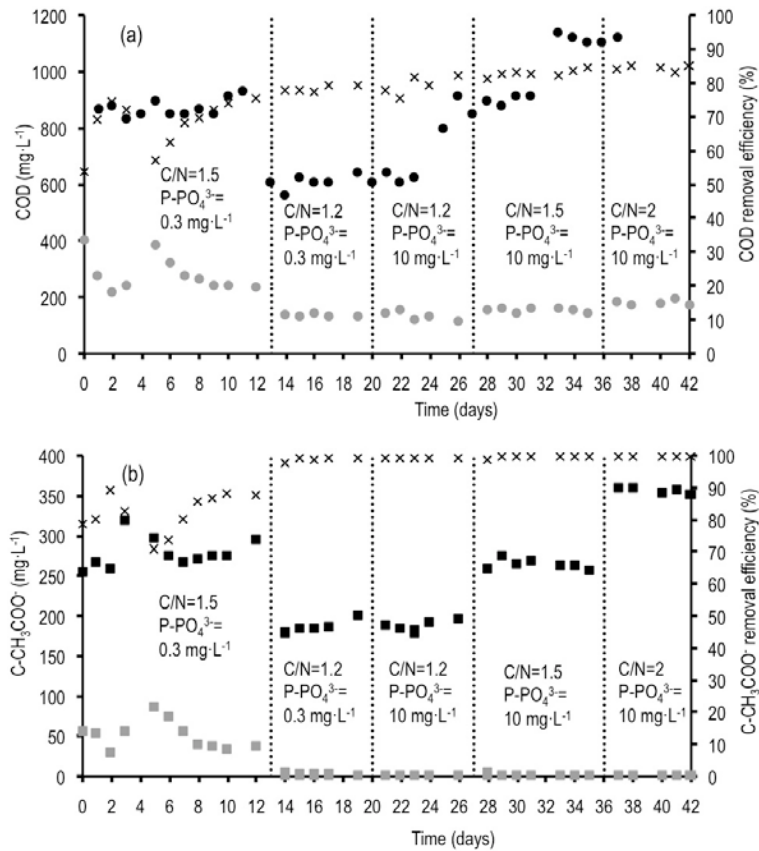 (a)
COD (mg·L-1)
1200
1000
800
600
400
200
0
C/N=1.5
P-PO₄³⁻=
0.3 mg·L⁻¹
C/N=1.2
P-PO₄³⁻=
0.3 mg·L⁻¹
C/N=1.2
P-PO₄³⁻=
10 mg·L⁻¹
C/N=1.5
P-PO₄³⁻=
10 mg·L⁻¹
C/N=2
P-PO₄³⁻=
10 mg·L⁻¹
100
90
80
70
60
50
40
30
20
10
0
COD removal efficiency (%)
0 2 4 6 8 10 12 14 16 18 20 22 24 26 28 30 32 34 36 38 40 42
Time (days)
(b)
C-CH₃COO⁻ (mg·L⁻¹)
400
350
300
250
200
150
100
50
0
C/N=1.5
P-PO₄³⁻=
0.3 mg·L⁻¹
C/N=1.2
P-PO₄³⁻=
0.3 mg·L⁻¹
C/N=1.2
P-PO₄³⁻=
10 mg·L⁻¹
C/N=1.5
P-PO₄³⁻=
10 mg·L⁻¹
C/N=2
P-PO₄³⁻=
10 mg·L⁻¹
100
90
80
70
60
50
40
30
20
10
0
C-CH₃COO⁻ removal efficiency (%)
0 2 4 6 8 10 12 14 16 18 20 22 24 26 28 30 32 34 36 38 40 42
Time (days)